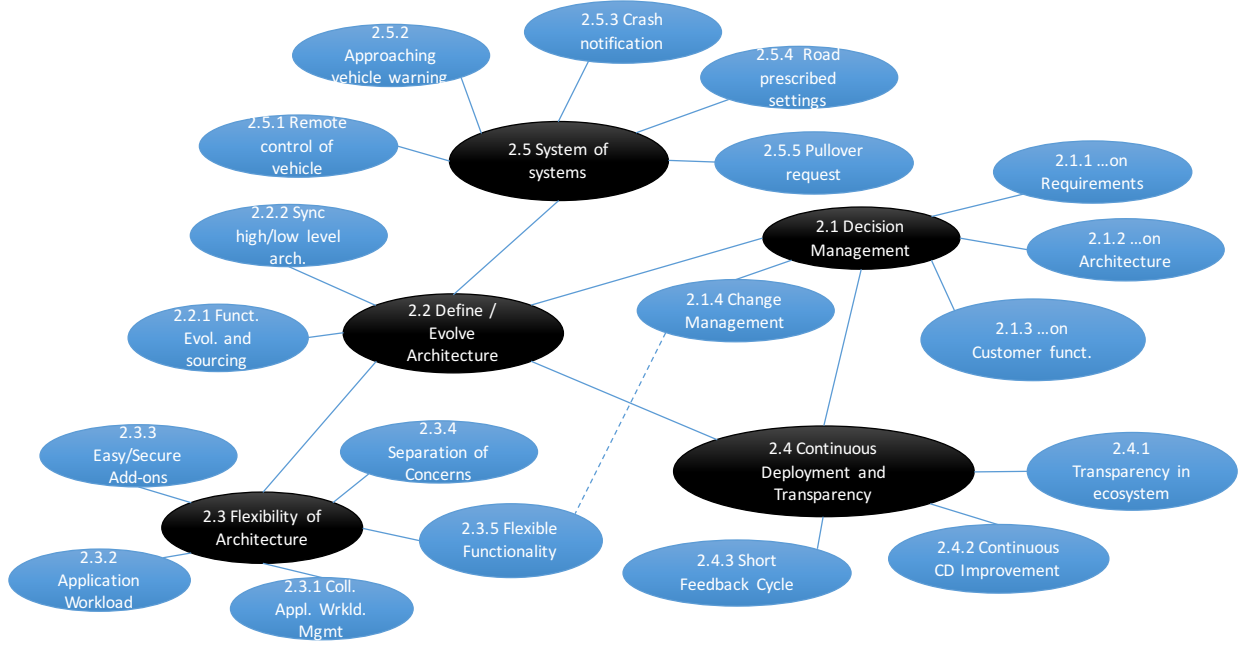 2.5.3 Crash
notification
2.5.2
Approaching
vehicle warning
2.5.4 Road
prescribed
settings
2.5.1 Remote
control of
vehicle
2.5 System of
systems
2.5.5 Pullover
request
2.1.1 ...on
Requirements
2.2.2 Sync
high/low level
arch.
2.1 Decision
Management
2.1.2 ...on
Architecture
2.1.4 Change
Management
2.2.1 Funct.
Evol. and
sourcing
2.2 Define /
Evolve
Architecture
2.1.3 ...on
Customer funct.
2.3.3
Easy/Secure
Add-ons
2.3.4
Separation of
Concerns
2.4 Continuous
Deployment and
Transparency
2.4.1
Transparency in
ecosystem
2.3 Flexibility of
Architecture
2.3.5 Flexible
Functionality
2.3.2
Application
Workload
2.3.1 Coll.
Appl. Wrkld.
Mgmt
2.4.3 Short
Feedback Cycle
2.4.2 Continuous
CD Improvement